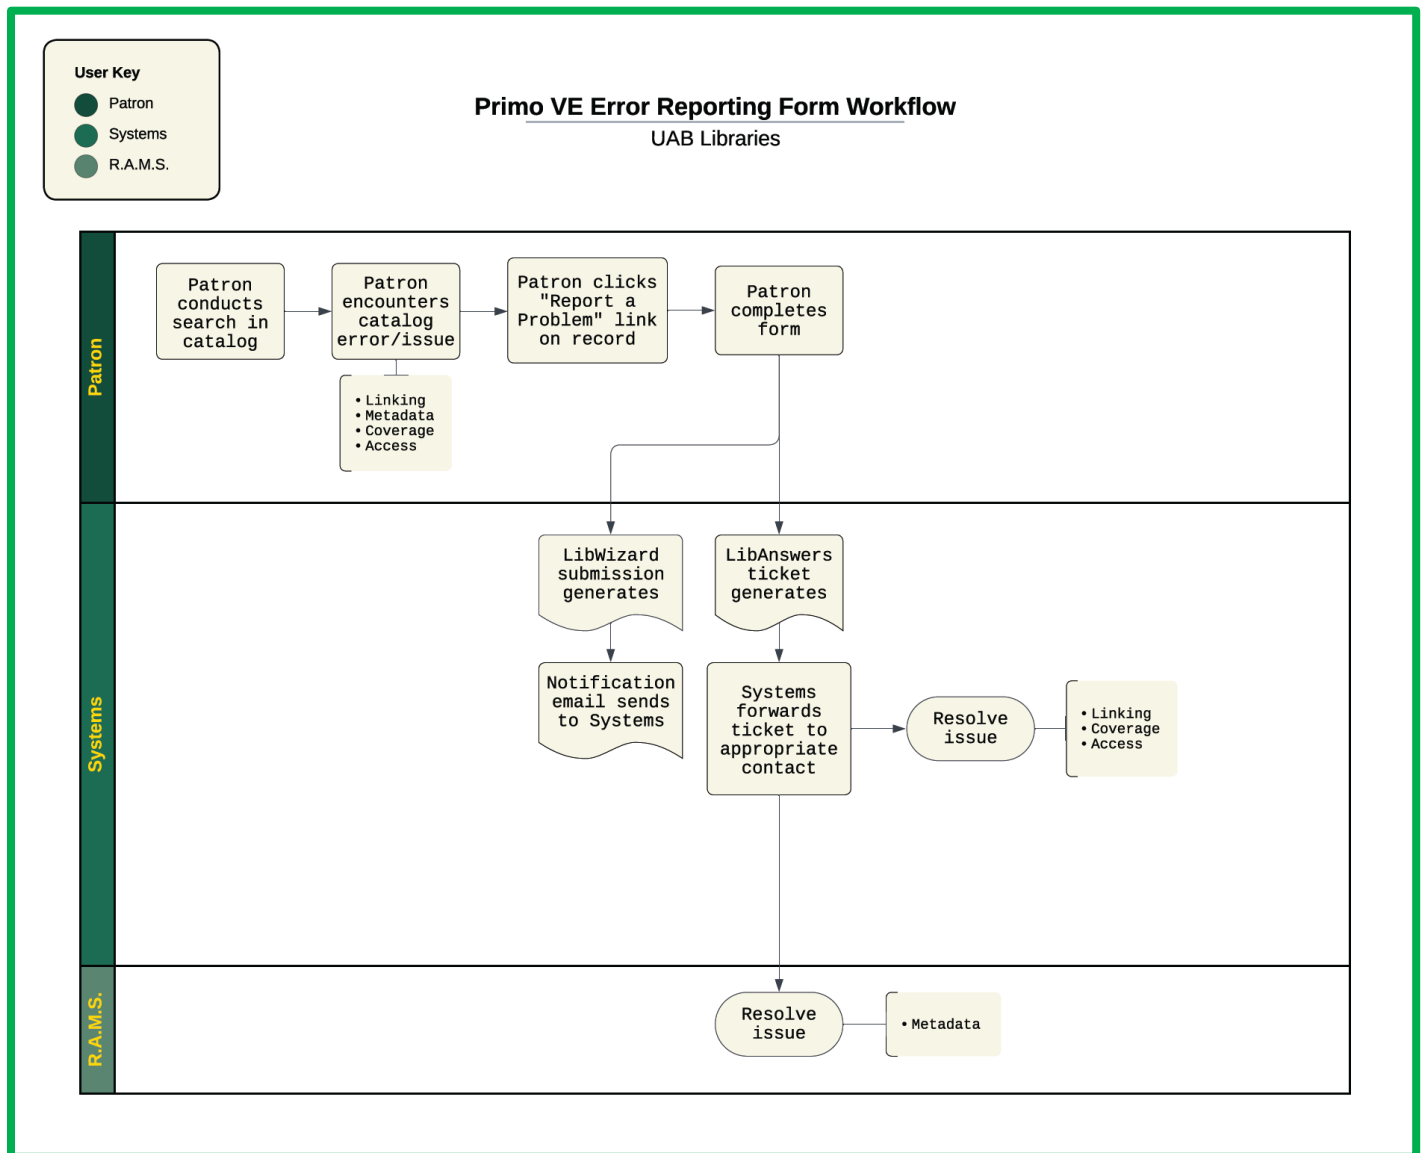 User Key
Patron
Systems
R.A.M.S.
Primo VE Error Reporting Form Workflow
UAB Libraries
Patron
Patron
conducts
search in
catalog
Patron
encounters
catalog
error/issue
Patron clicks
"Report a
Problem" link
on record
Patron
completes
form
• Linking
• Metadata
• Coverage
• Access
Systems
LibWizard
submission
generates
LibAnswers
ticket
generates
Notification
email sends
to Systems
Systems
forwards
ticket to
appropriate
contact
Resolve
issue
• Linking
• Coverage
• Access
R.A.M.S.
Resolve
issue
• Metadata